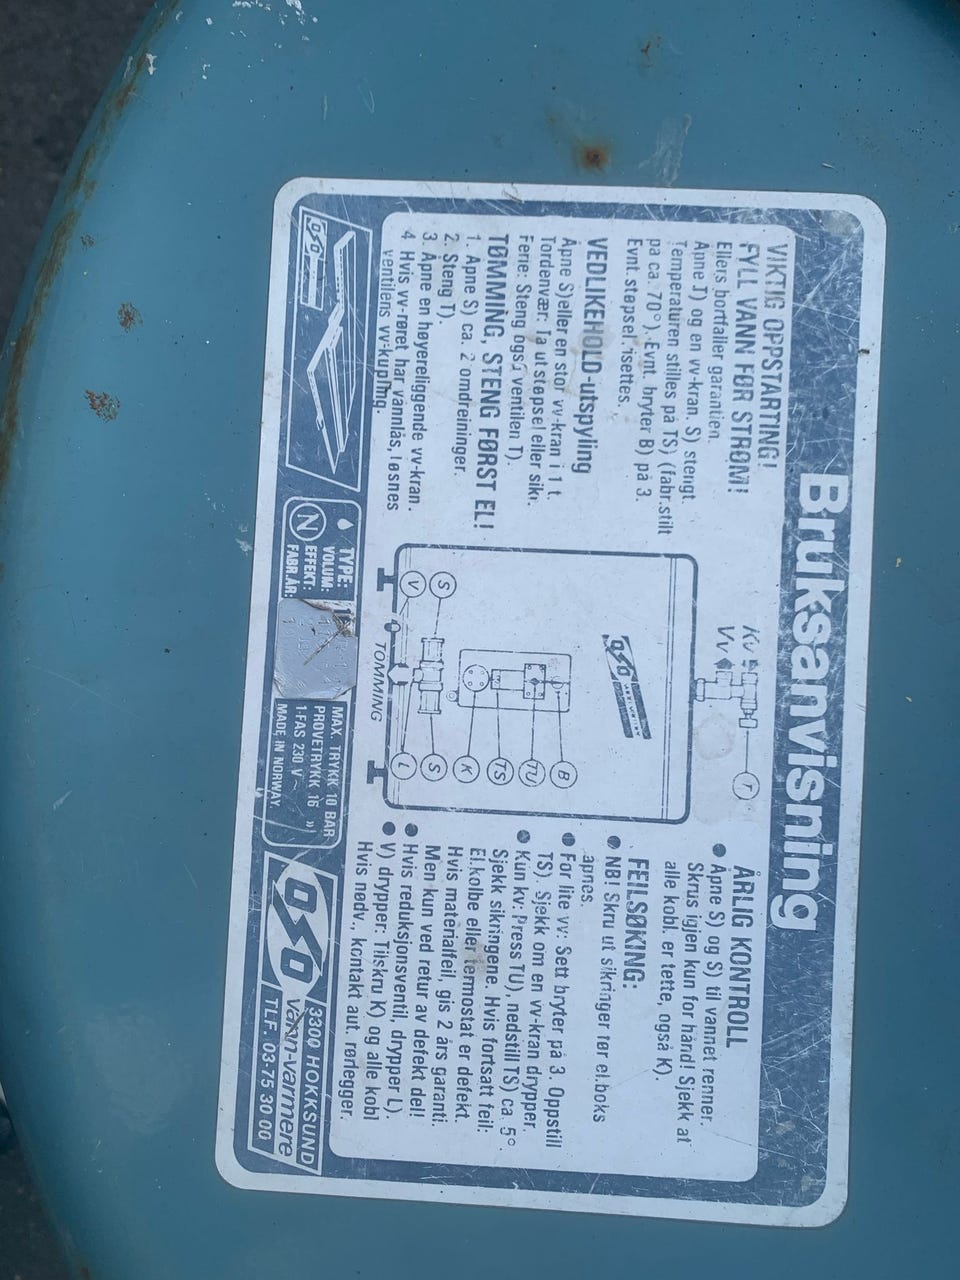 Bruksanvisning
VIKTIG OPPSTARTING!
FYLL VANN FØR STRØM!
Ellers bortfaller garantien.
Åpne T) og en vv-kran. S) stengt
Temperaturen stilles på TS) (fabr.stilt
på ca. 70°). Evnt. bryter B) på 3.
Evnt. støpsel isettes.
VEDLIKEHOLD-utspyling
Åpne S) eller en stor vv-kran i 1 t.
Tordenvær: Ta ut støpsel eller sikr.
Ferie: Steng også ventilen T).
TØMMING, STENG FØRST EL!
1. Åpne S) ca. 2 omdreininger.
2. Steng T).
3. Åpne en høyereliggende vv-kran.
4. Hvis vv-røret har vannlås, løsnes
ventilens vv-kupling.
Kv
Vv
T
OSO
B
TU
TS
K
S
L
S
V
TØMMING
ÅRLIG KONTROLL
● Åpne S) og S) til vannet renner.
Skrus igjen kun for hånd! Sjekk at
alle kobl. er tette, også K).
FEILSØKING:
● NB! Skru ut sikringer før el.boks
åpnes.
● For lite vv: Sett bryter på 3. Oppstill
TS). Sjekk om en vv-kran drypper.
● Kun kv: Press TU), nedstill TS) ca 5°
Sjekk sikringene. Hvis fortsatt feil:
El.kolbe eller termostat er defekt.
Hvis materialfeil, gis 2 års garanti.
Men kun ved retur av defekt del!
● Hvis reduksjonsventil, drypper L).
● V) drypper: Tilskru K) og alle kobl
Hvis nødv., kontakt aut. rørlegger.
OSO
N
TYPE:
VOLUM:
EFFEKT:
FABR.ÅR:
MAX. TRYKK 10 BAR
PRØVETRYKK 16 »
1-FAS 230 V ~
MADE IN NORWAY
OSO
3300 HOKKSUND
vann-varmere
TLF. 03-75 30 00